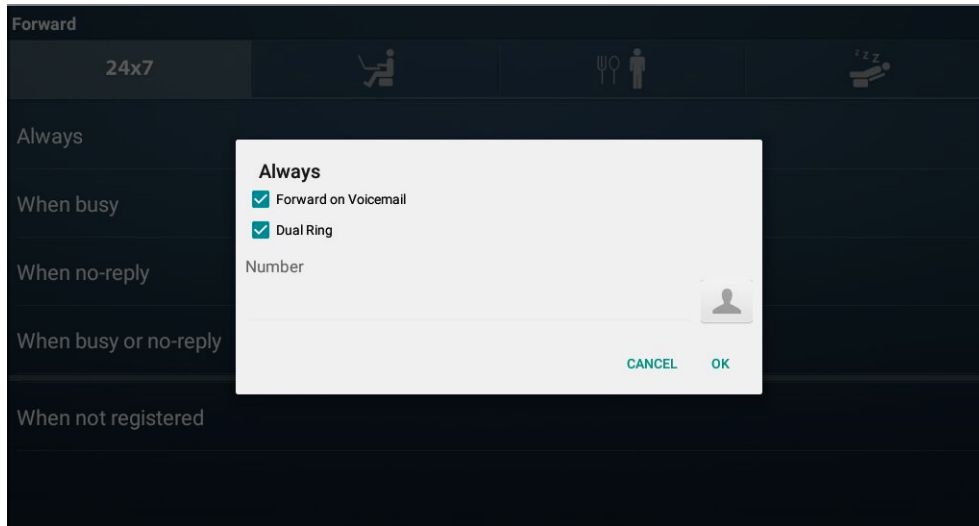 Forward
24x7
z z z
Always
When busy
When no-reply
When busy or no-reply
When not registered
Always
Forward on Voicemail
Dual Ring
Number
CANCEL OK